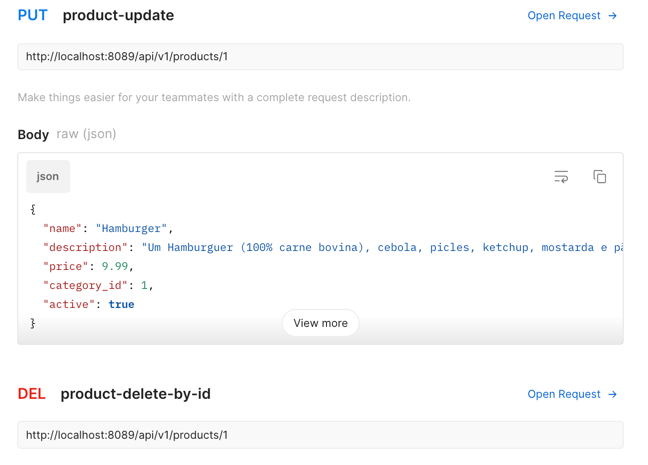 PUT product-update Open Request →
http://localhost:8089/api/v1/products/1
Make things easier for your teammates with a complete request description.
Body raw (json)
json
{
"name": "Hamburger",
"description": "Um Hamburguer (100% carne bovina), cebola, picles, ketchup, mostarda e
"price": 9.99,
"category_id": 1,
"active": true
}
View more
DEL product-delete-by-id Open Request →
http://localhost:8089/api/v1/products/1